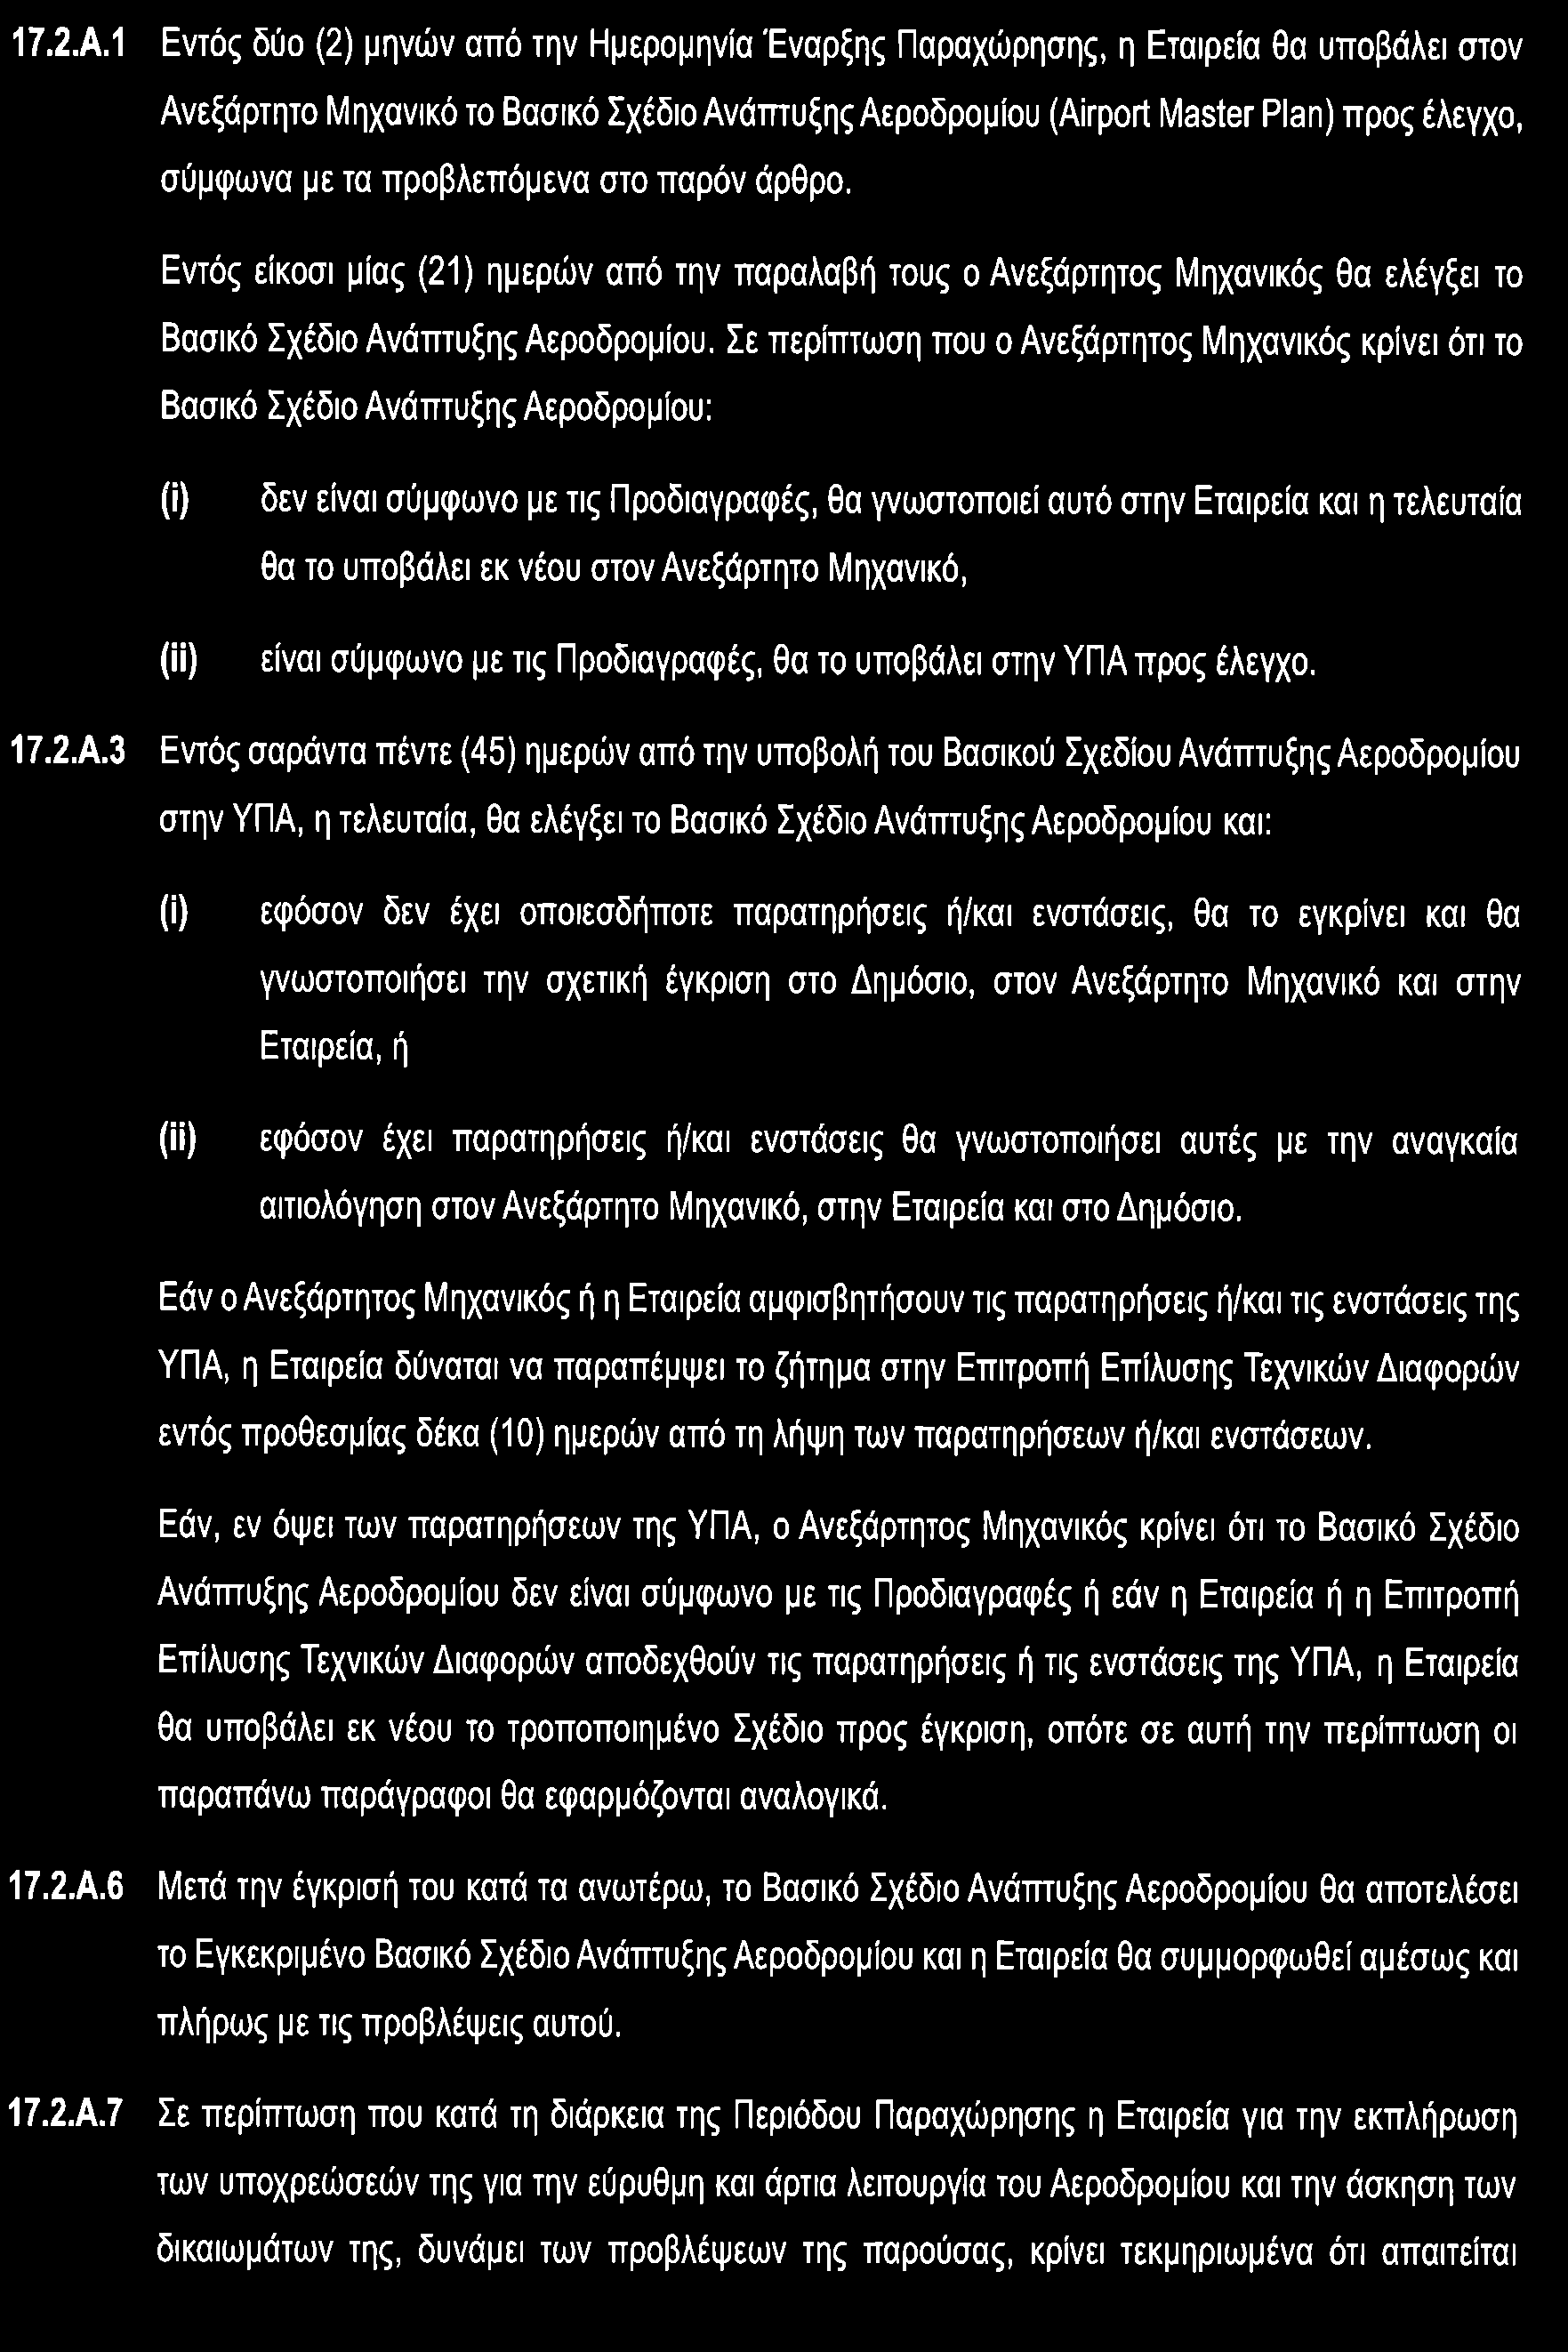 17.2.A.1 Εντός δύο (2) μηνών από την Ημερομηνία Έναρξης Παραχώρησης, η Εταιρεία θα υποβάλει στον
Ανεξάρτητο Μηχανικό το Βασικό Σχέδιο Ανάπτυξης Αεροδρομίου (Airport Master Plan) προς έλεγχο,
σύμφωνα με τα προβλεπόμενα στο παρόν άρθρο.
Εντός είκοσι μίας (21) ημερών από την παραλαβή τους ο Ανεξάρτητος Μηχανικός θα ελέγξει το
Βασικό Σχέδιο Ανάπτυξης Αεροδρομίου. Σε περίπτωση που ο Ανεξάρτητος Μηχανικός κρίνει ότι το
Βασικό Σχέδιο Ανάπτυξης Αεροδρομίου:
(i) δεν είναι σύμφωνο με τις Προδιαγραφές, θα γνωστοποιεί αυτό στην Εταιρεία και η τελευταία
θα το υποβάλει εκ νέου στον Ανεξάρτητο Μηχανικό,
(ii) είναι σύμφωνο με τις Προδιαγραφές, θα το υποβάλει στην ΥΠΑ προς έλεγχο.
17.2.A.3 Εντός σαράντα πέντε (45) ημερών από την υποβολή του Βασικού Σχεδίου Ανάπτυξης Αεροδρομίου
στην ΥΠΑ, η τελευταία, θα ελέγξει το Βασικό Σχέδιο Ανάπτυξης Αεροδρομίου και:
(i) εφόσον δεν έχει οποιεσδήποτε παρατηρήσεις ή/και ενστάσεις, θα το εγκρίνει και θα
γνωστοποιήσει την σχετική έγκριση στο Δημόσιο, στον Ανεξάρτητο Μηχανικό και στην
Εταιρεία, ή
(ii) εφόσον έχει παρατηρήσεις ή/και ενστάσεις θα γνωστοποιήσει αυτές με την αναγκαία
αιτιολόγηση στον Ανεξάρτητο Μηχανικό, στην Εταιρεία και στο Δημόσιο.
Εάν ο Ανεξάρτητος Μηχανικός ή η Εταιρεία αμφισβητήσουν τις παρατηρήσεις ή/και τις ενστάσεις της
ΥΠΑ, η Εταιρεία δύναται να παραπέμψει το ζήτημα στην Επιτροπή Επίλυσης Τεχνικών Διαφορών
εντός προθεσμίας δέκα (10) ημερών από τη λήψη των παρατηρήσεων ή/και ενστάσεων.
Εάν, εν όψει των παρατηρήσεων της ΥΠΑ, ο Ανεξάρτητος Μηχανικός κρίνει ότι το Βασικό Σχέδιο
Ανάπτυξης Αεροδρομίου δεν είναι σύμφωνο με τις Προδιαγραφές ή εάν η Εταιρεία ή η Επιτροπή
Επίλυσης Τεχνικών Διαφορών αποδεχθούν τις παρατηρήσεις ή τις ενστάσεις της ΥΠΑ, η Εταιρεία
θα υποβάλει εκ νέου το τροποποιημένο Σχέδιο προς έγκριση, οπότε σε αυτή την περίπτωση οι
παραπάνω παράγραφοι θα εφαρμόζονται αναλογικά.
17.2.A.6 Μετά την έγκρισή του κατά τα ανωτέρω, το Βασικό Σχέδιο Ανάπτυξης Αεροδρομίου θα αποτελέσει
το Εγκεκριμένο Βασικό Σχέδιο Ανάπτυξης Αεροδρομίου και η Εταιρεία θα συμμορφωθεί αμέσως και
πλήρως με τις προβλέψεις αυτού.
17.2.A.7 Σε περίπτωση που κατά τη διάρκεια της Περιόδου Παραχώρησης η Εταιρεία για την εκπλήρωση
των υποχρεώσεών της για την εύρυθμη και άρτια λειτουργία του Αεροδρομίου και την άσκηση των
δικαιωμάτων της, δυνάμει των προβλέψεων της παρούσας, κρίνει τεκμηριωμένα ότι απαιτείται